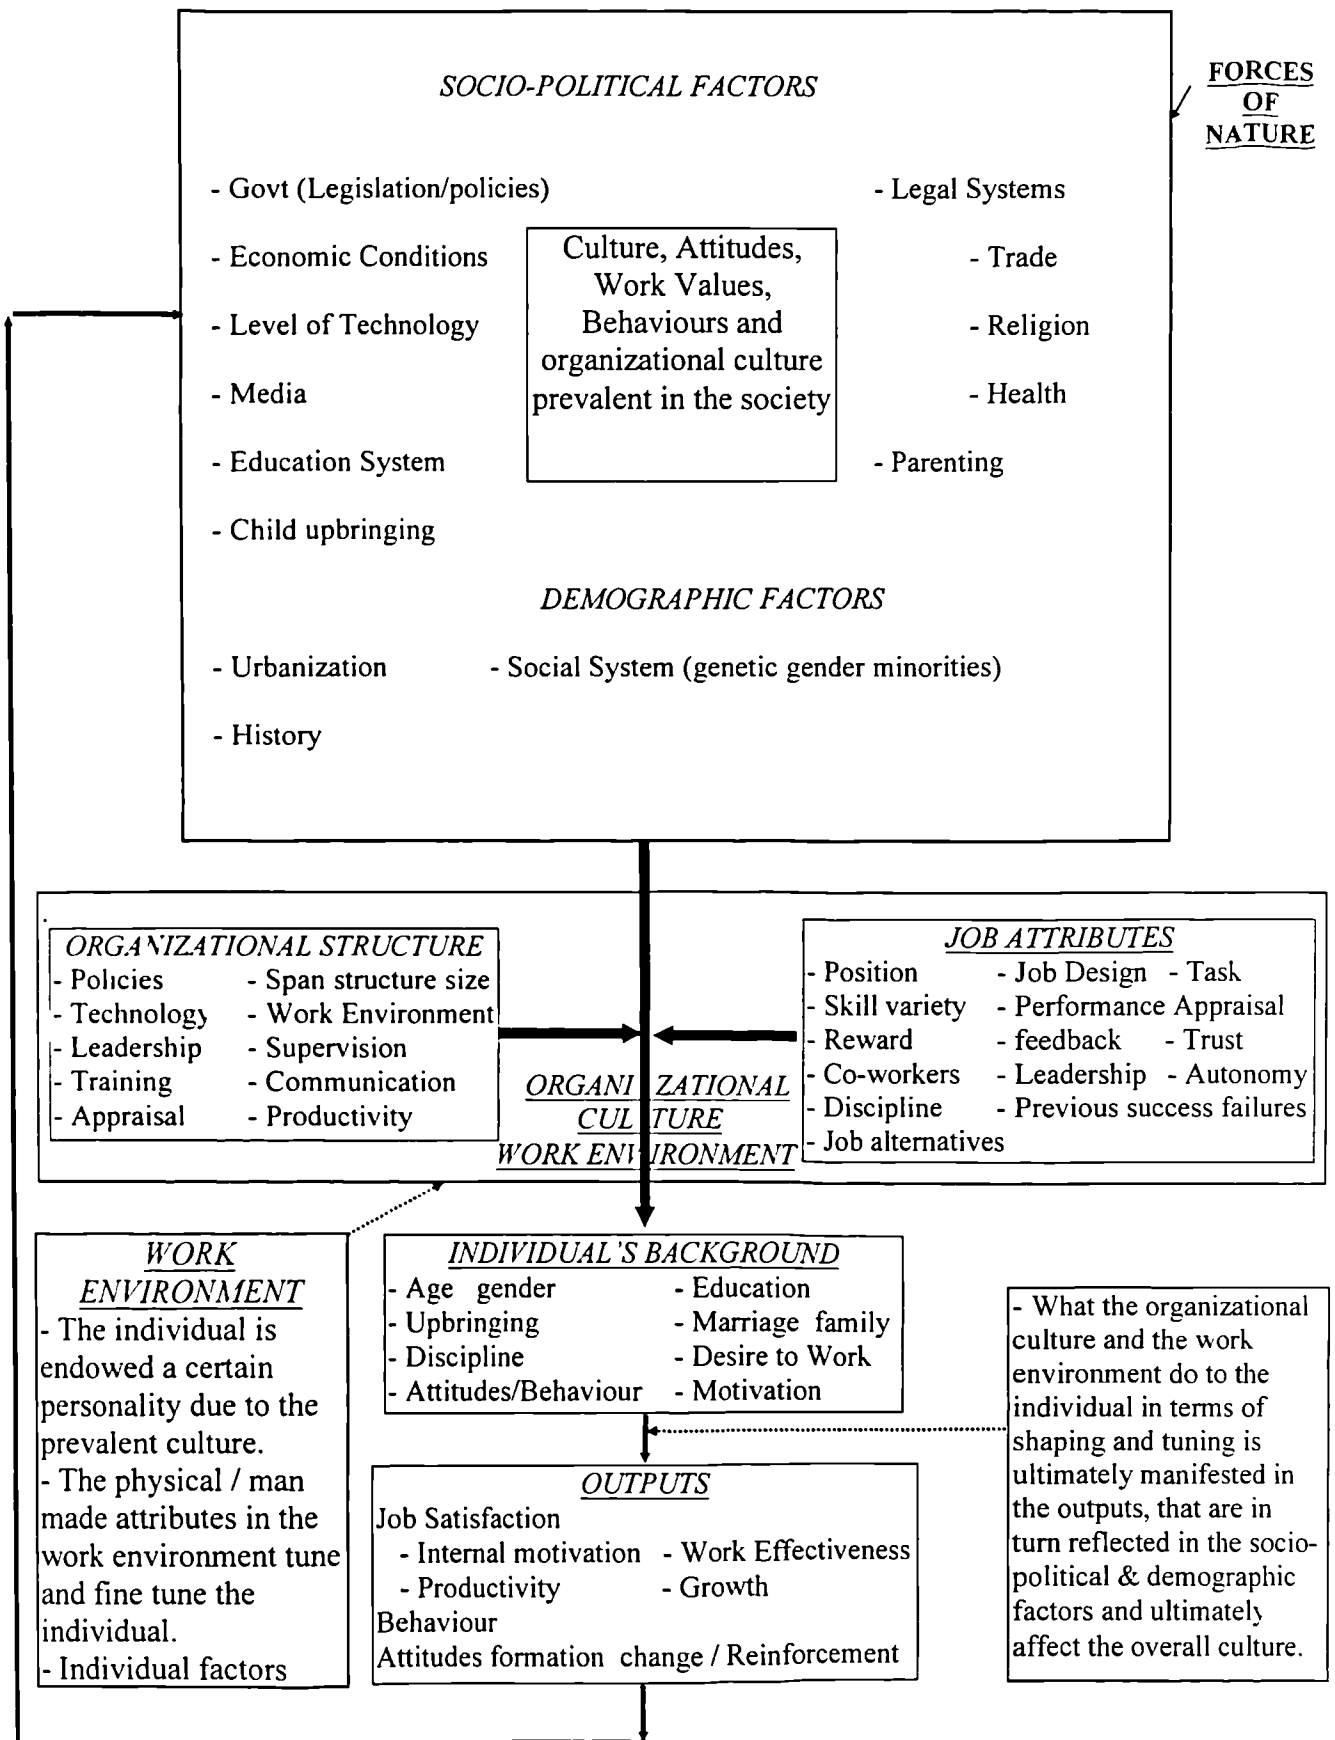 SOCIO-POLITICAL FACTORS
FORCES
OF
NATURE
- Govt (Legislation/policies)
- Economic Conditions
- Level of Technology
- Media
- Education System
- Child upbringing
Culture, Attitudes,
Work Values,
Behaviours and
organizational culture
prevalent in the society
- Legal Systems
- Trade
- Religion
- Health
- Parenting
DEMOGRAPHIC FACTORS
- Urbanization - Social System (genetic gender minorities)
- History
ORGANIZATIONAL STRUCTURE
- Policies - Span structure size
- Technology - Work Environment
- Leadership - Supervision
- Training - Communication
- Appraisal - Productivity
JOB ATTRIBUTES
- Position - Job Design - Task
- Skill variety - Performance Appraisal
- Reward - feedback - Trust
- Co-workers - Leadership - Autonomy
- Discipline - Previous success failures
- Job alternatives
ORGANIZATIONAL
CULTURE
WORK ENVIRONMENT
WORK
ENVIRONMENT
- The individual is
endowed a certain
personality due to the
prevalent culture.
- The physical / man
made attributes in the
work environment tune
and fine tune the
individual.
- Individual factors
INDIVIDUAL'S BACKGROUND
- Age gender - Education
- Upbringing - Marriage family
- Discipline - Desire to Work
- Attitudes/Behaviour - Motivation
- What the organizational
culture and the work
environment do to the
individual in terms of
shaping and tuning is
ultimately manifested in
the outputs, that are in
turn reflected in the socio-
political & demographic
factors and ultimately
affect the overall culture.
OUTPUTS
Job Satisfaction
- Internal motivation - Work Effectiveness
- Productivity - Growth
Behaviour
Attitudes formation change / Reinforcement